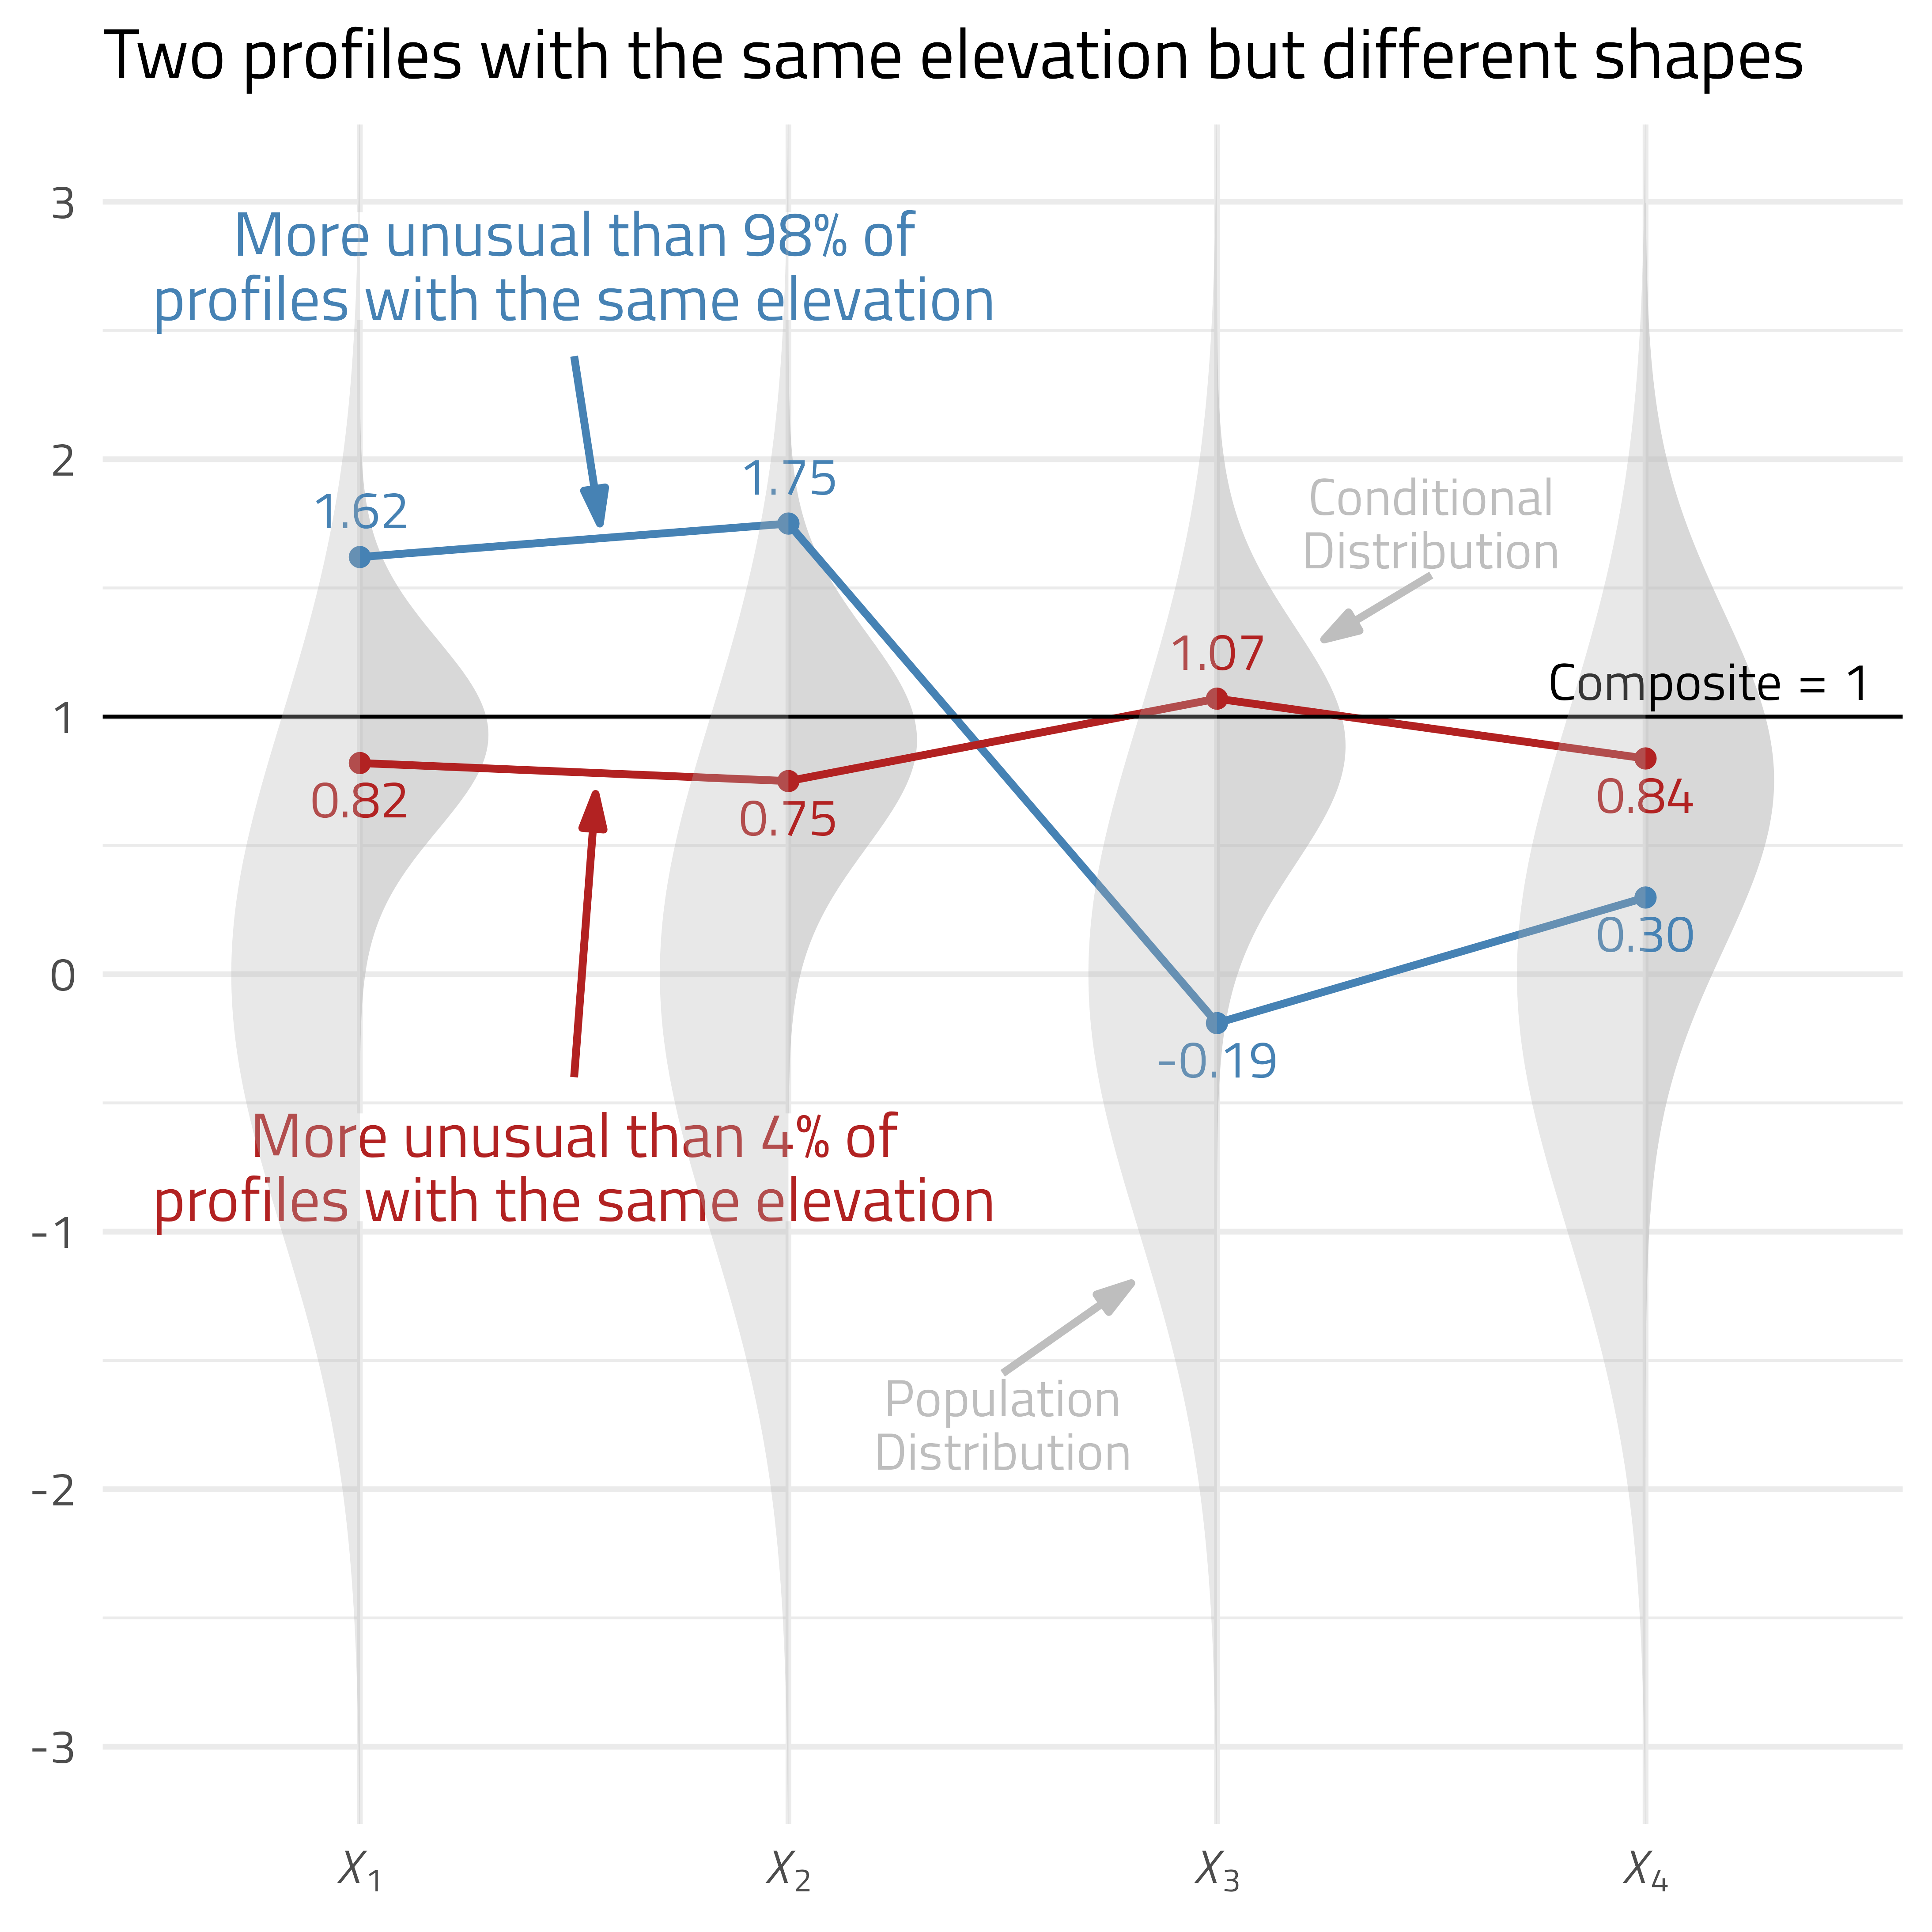 Two profiles with the same elevation but different shapes
3
More unusual than 98% of
profiles with the same elevation
2
1.62
1.75
Conditional
Distribution
1.07
Composite = 1
1
0.82
0.75
0.84
0.30
0
-0.19
More unusual than 4% of
profiles with the same elevation
-1
Population
Distribution
-2
-3
X1
X2
X3
X4